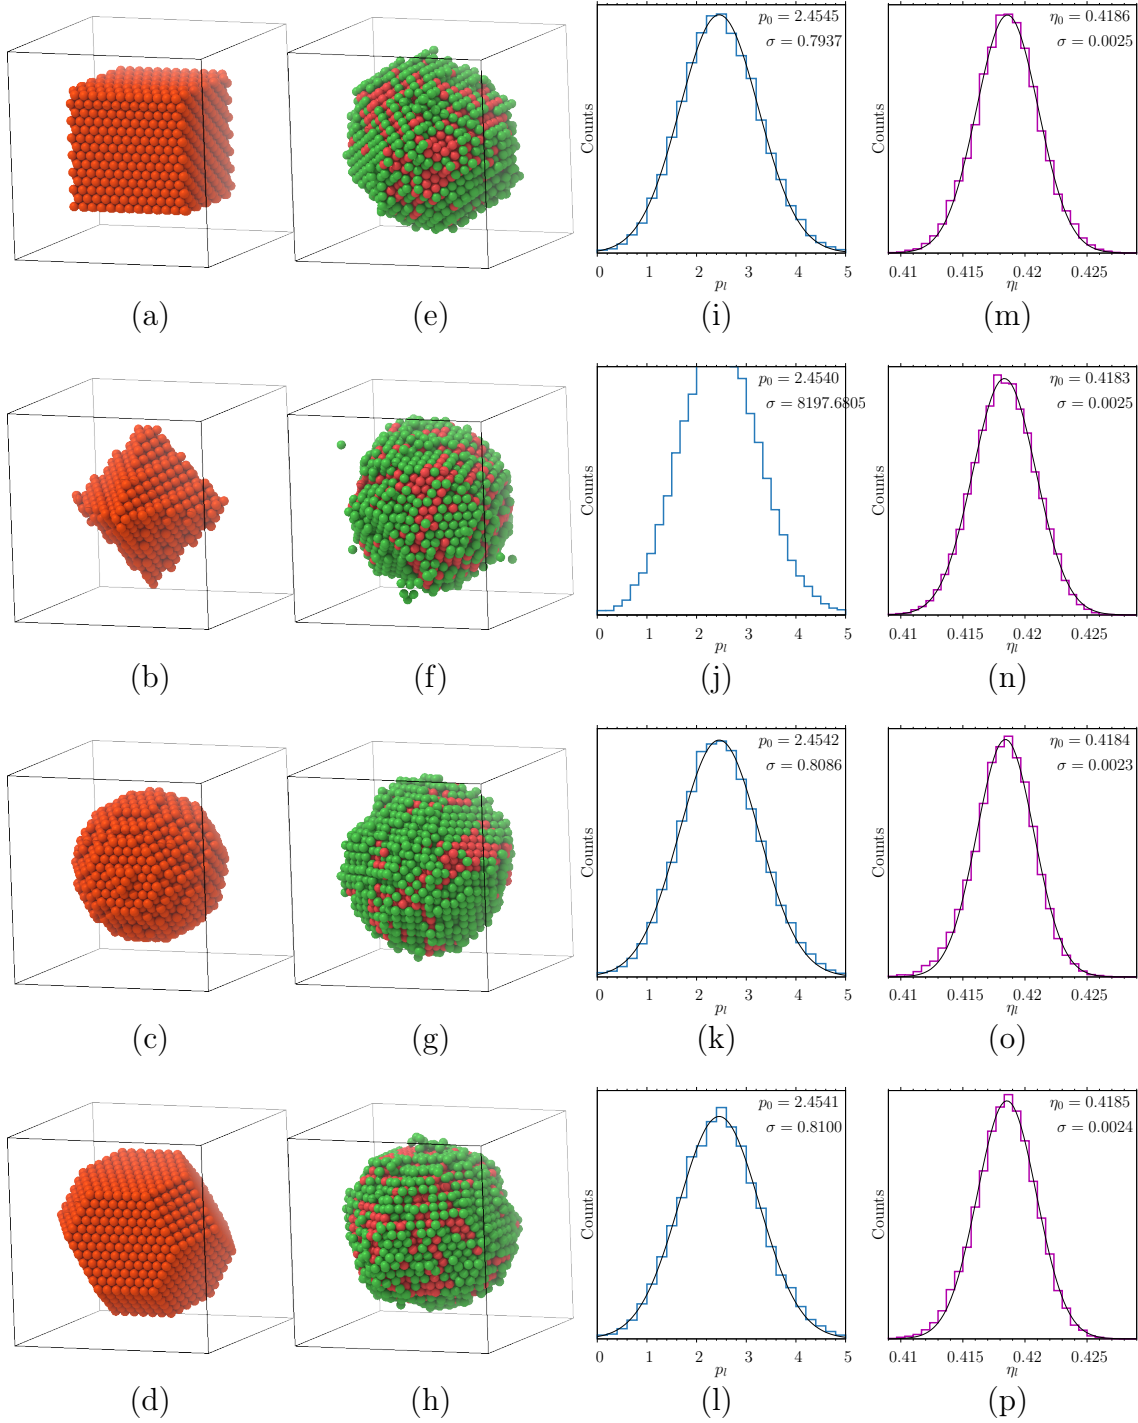 p₀ = 2.4545
σ = 0.7937
Counts
0 1 2 3 4 5
pₗ
η₀ = 0.4186
σ = 0.0025
Counts
0.41 0.415 0.42 0.425
ηₗ
(a) (e) (i) (m)
p₀ = 2.4540
σ = 8197.6805
Counts
0 1 2 3 4 5
pₗ
η₀ = 0.4183
σ = 0.0025
Counts
0.41 0.415 0.42 0.425
ηₗ
(b) (f) (j) (n)
p₀ = 2.4542
σ = 0.8086
Counts
0 1 2 3 4 5
pₗ
η₀ = 0.4184
σ = 0.0023
Counts
0.41 0.415 0.42 0.425
ηₗ
(c) (g) (k) (o)
p₀ = 2.4541
σ = 0.8100
Counts
0 1 2 3 4 5
pₗ
η₀ = 0.4185
σ = 0.0024
Counts
0.41 0.415 0.42 0.425
ηₗ
(d) (h) (l) (p)